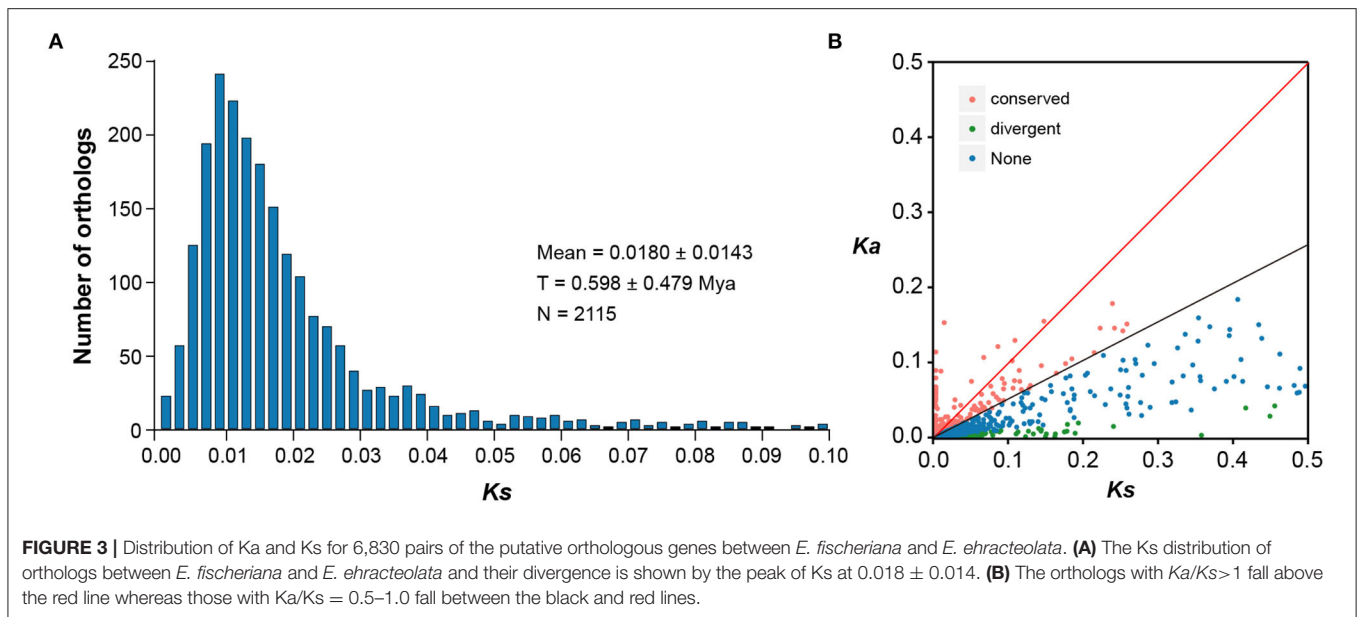 A
250
200
150
100
50
0
Number of orthologs
0.00 0.01 0.02 0.03 0.04 0.05 0.06 0.07 0.08 0.09 0.10
Ks
Mean = 0.0180 ± 0.0143
T = 0.598 ± 0.479 Mya
N = 2115
B
0.5
0.4
0.3
0.2
0.1
0.0
Ka
conserved
divergent
None
0.0 0.1 0.2 0.3 0.4 0.5
Ks
FIGURE 3 | Distribution of Ka and Ks for 6,830 pairs of the putative orthologous genes between E. fischeriana and E. ehracteolata. (A) The Ks distribution of
orthologs between E. fischeriana and E. ehracteolata and their divergence is shown by the peak of Ks at 0.018 ± 0.014. (B) The orthologs with Ka/Ks>1 fall above
the red line whereas those with Ka/Ks = 0.5–1.0 fall between the black and red lines.